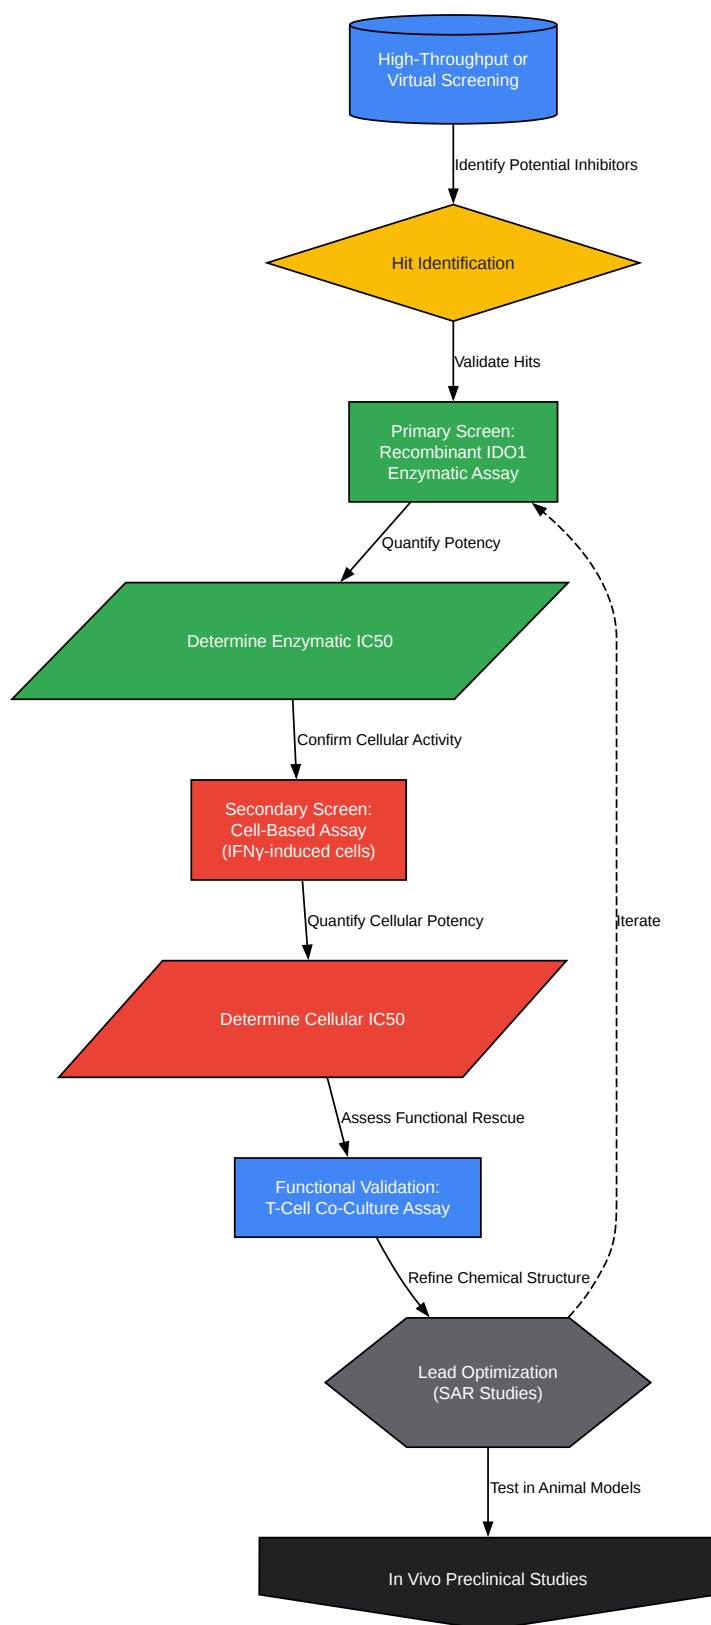 High-Throughput or
Virtual Screening
Identify Potential Inhibitors
Hit Identification
Validate Hits
Primary Screen:
Recombinant IDO1
Enzymatic Assay
Quantify Potency
Determine Enzymatic IC50
Confirm Cellular Activity
Secondary Screen:
Cell-Based Assay
(IFNγ-induced cells)
Quantify Cellular Potency
Iterate
Determine Cellular IC50
Assess Functional Rescue
Functional Validation:
T-Cell Co-Culture Assay
Refine Chemical Structure
Lead Optimization
(SAR Studies)
Test in Animal Models
In Vivo Preclinical Studies